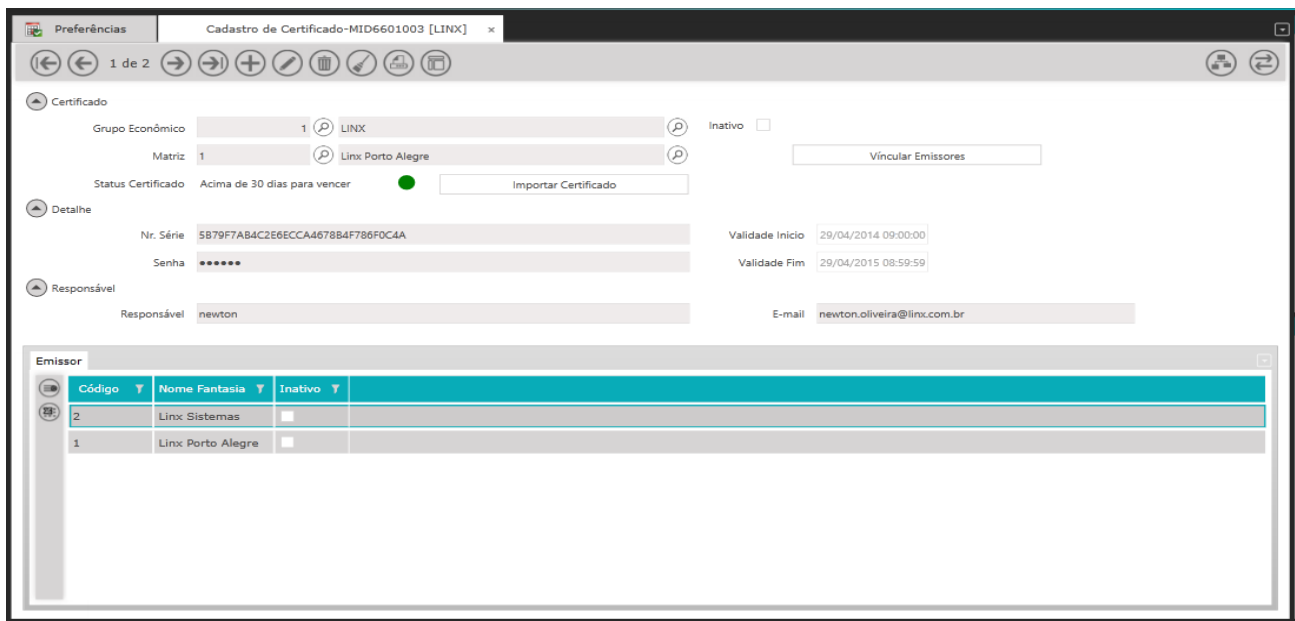 Preferências Cadastro de Certificado-MID6601003 [LINX] ×
1 de 2
Certificado
Grupo Econômico 1 LINX Inativo
Matriz 1 Linx Porto Alegre Víncular Emissores
Status Certificado Acima de 30 dias para vencer Importar Certificado
Detalhe
Nr. Série 5B79F7AB4C2E6ECCA4678B4F786F0C4A Validade Inicio 29/04/2014 09:00:00
Senha ●●●●●● Validade Fim 29/04/2015 08:59:59
Responsável
Responsável newton E-mail newton.oliveira@linx.com.br
Emissor
Código Nome Fantasia Inativo
2 Linx Sistemas
1 Linx Porto Alegre